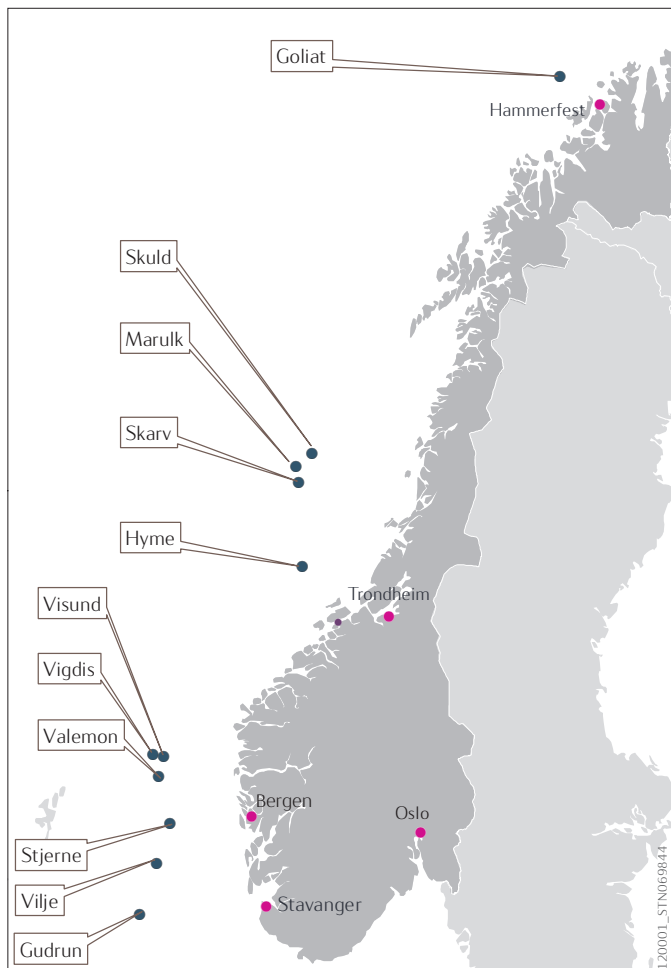 Goliat
Hammerfest
Skuld
Marulk
Skarv
Hyme
Trondheim
Visund
Vigdis
Valemon
Bergen
Oslo
Stjerne
Vilje
Stavanger
Gudrun
120001_STN069844